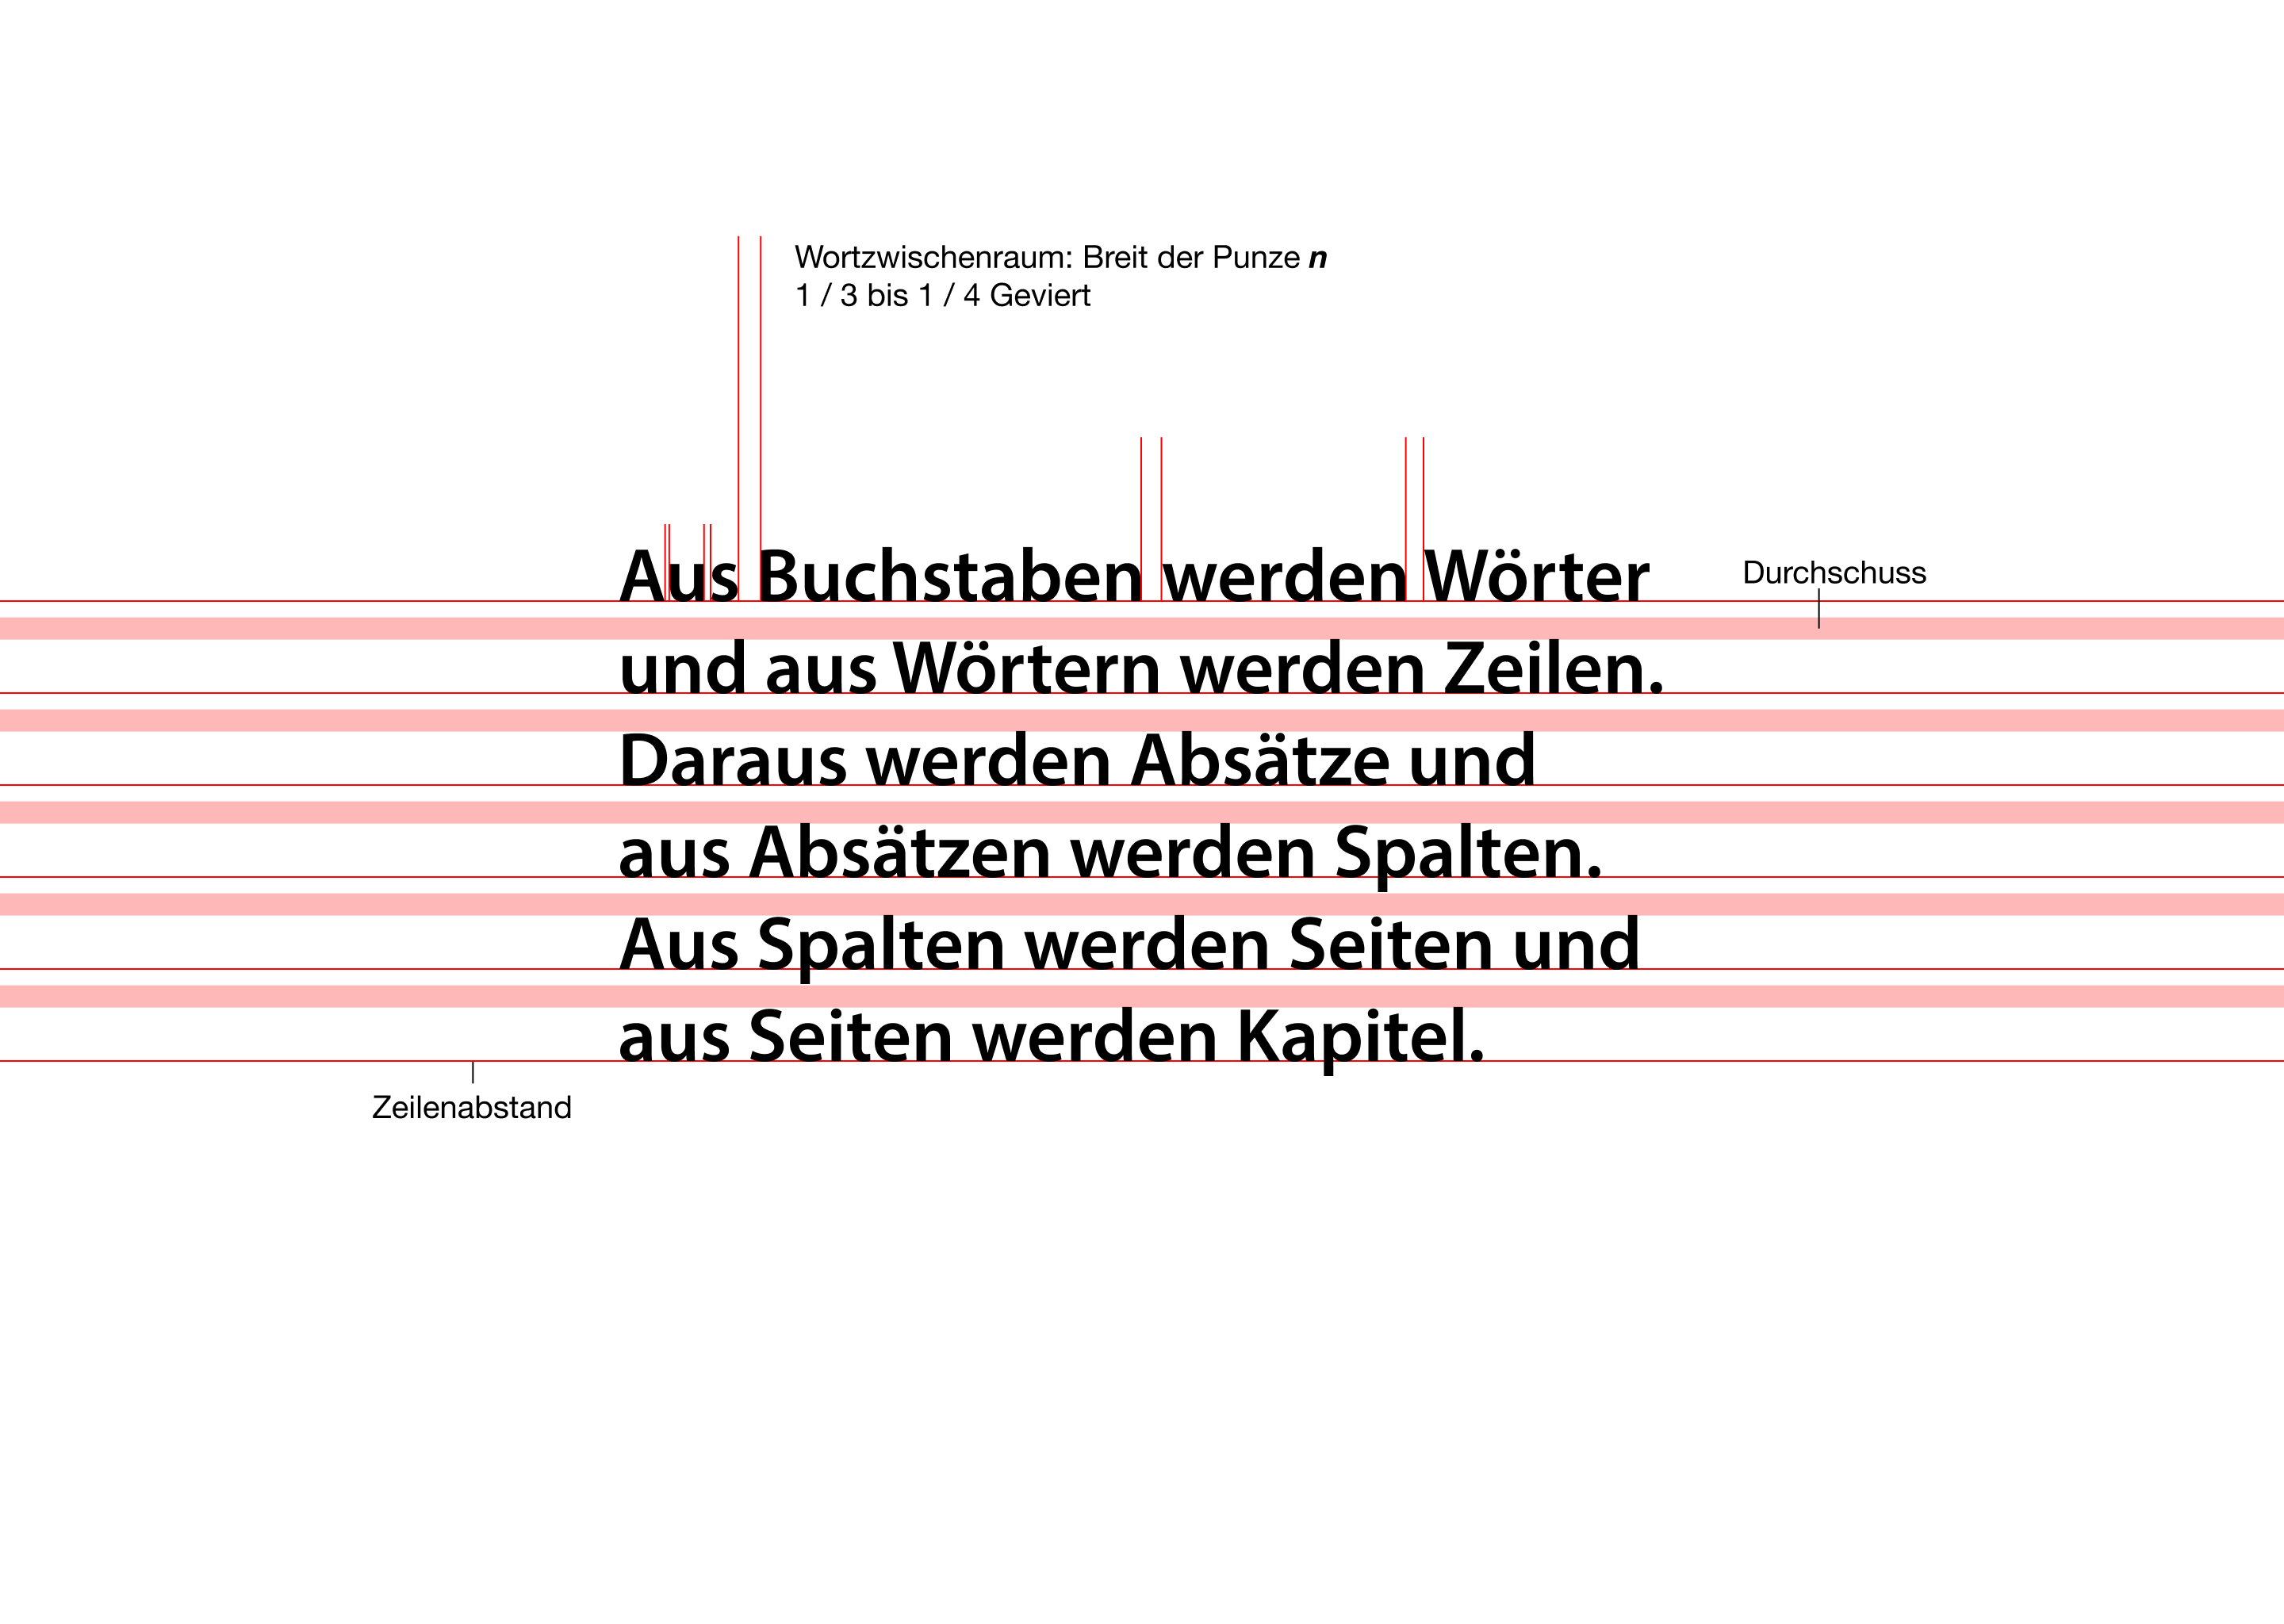 Wortzwischenraum: Breit der Punze n
1 / 3 bis 1 / 4 Geviert
Aus Buchstaben werden Wörter
Durchschuss
und aus Wörtern werden Zeilen.
Daraus werden Absätze und
aus Absätzen werden Spalten.
Aus Spalten werden Seiten und
aus Seiten werden Kapitel.
Zeilenabstand